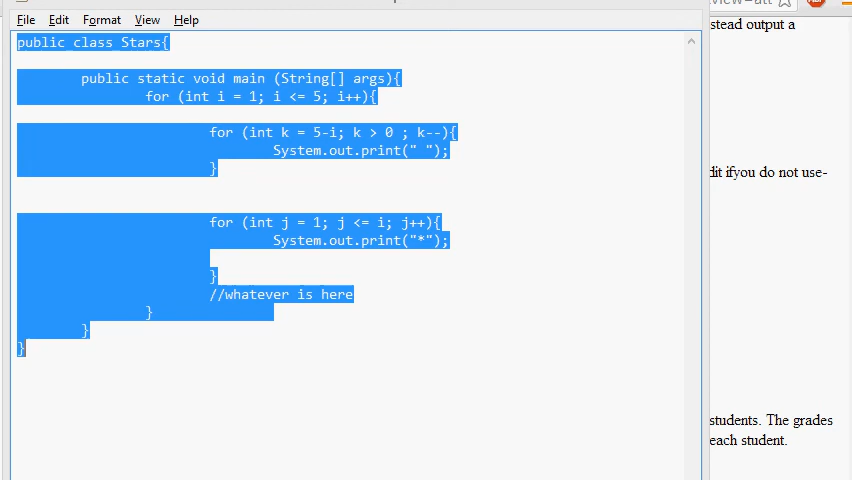 view=att
File Edit Format View Help
stead output a
public class Stars{
public static void main (String[] args){
for (int i = 1; i <= 5; i++){
for (int k = 5-i; k > 0 ; k--){
System.out.print(" ");
}
dit ifyou do not use-
for (int j = 1; j <= i; j++){
System.out.print("*");
}
//whatever is here
}
}
}
students. The grades
each student.